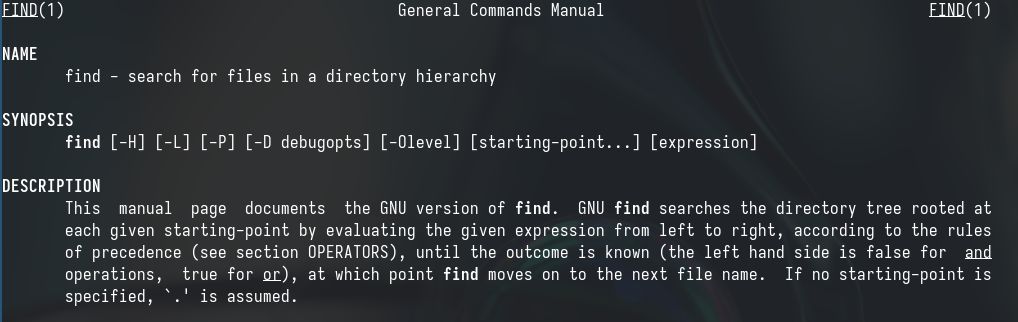 FIND(1) General Commands Manual FIND(1)
NAME
find - search for files in a directory hierarchy
SYNOPSIS
find [-H] [-L] [-P] [-D debugopts] [-Olevel] [starting-point...] [expression]
DESCRIPTION
This manual page documents the GNU version of find. GNU find searches the directory tree rooted at
each given starting-point by evaluating the given expression from left to right, according to the rules
of precedence (see section OPERATORS), until the outcome is known (the left hand side is false for and
operations, true for or), at which point find moves on to the next file name. If no starting-point is
specified, `.' is assumed.